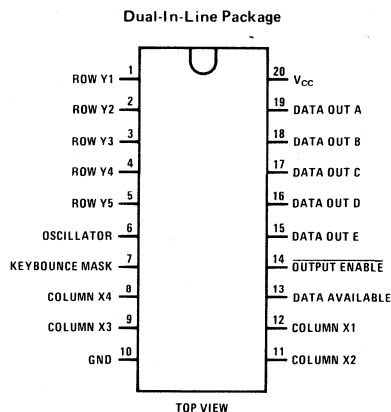 Dual-In-Line Package
ROW Y1 1 20 VCC
ROW Y2 2 19 DATA OUT A
ROW Y3 3 18 DATA OUT B
ROW Y4 4 17 DATA OUT C
ROW Y5 5 16 DATA OUT D
OSCILLATOR 6 15 DATA OUT E
KEYBOUNCE MASK 7 14 OUTPUT ENABLE
COLUMN X4 8 13 DATA AVAILABLE
COLUMN X3 9 12 COLUMN X1
GND 10 11 COLUMN X2
TOP VIEW